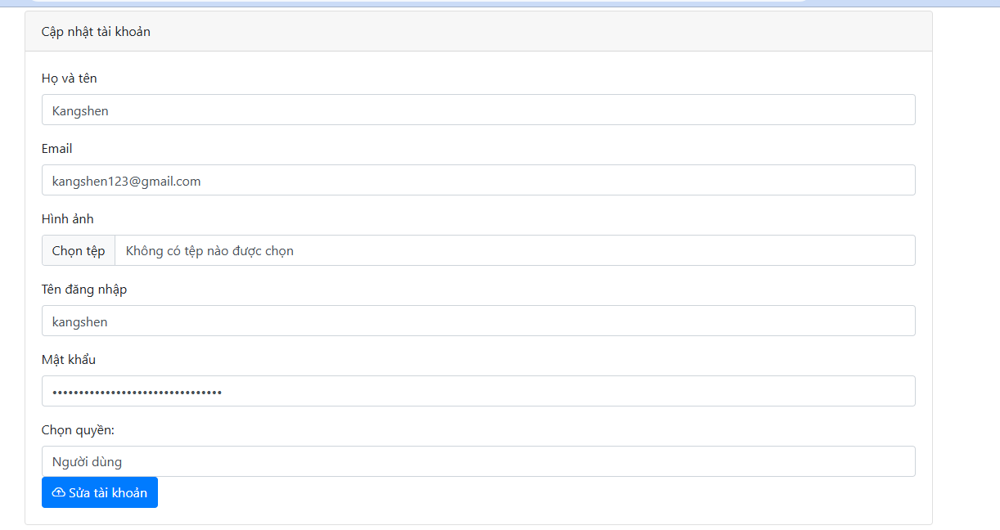 Cập nhật tài khoản
Họ và tên
Kangshen
Email
kangshen123@gmail.com
Hình ảnh
Chọn tệp Không có tệp nào được chọn
Tên đăng nhập
kangshen
Mật khẩu
••••••••••••••••••••••••••••••••
Chọn quyền:
Người dùng
Sửa tài khoản